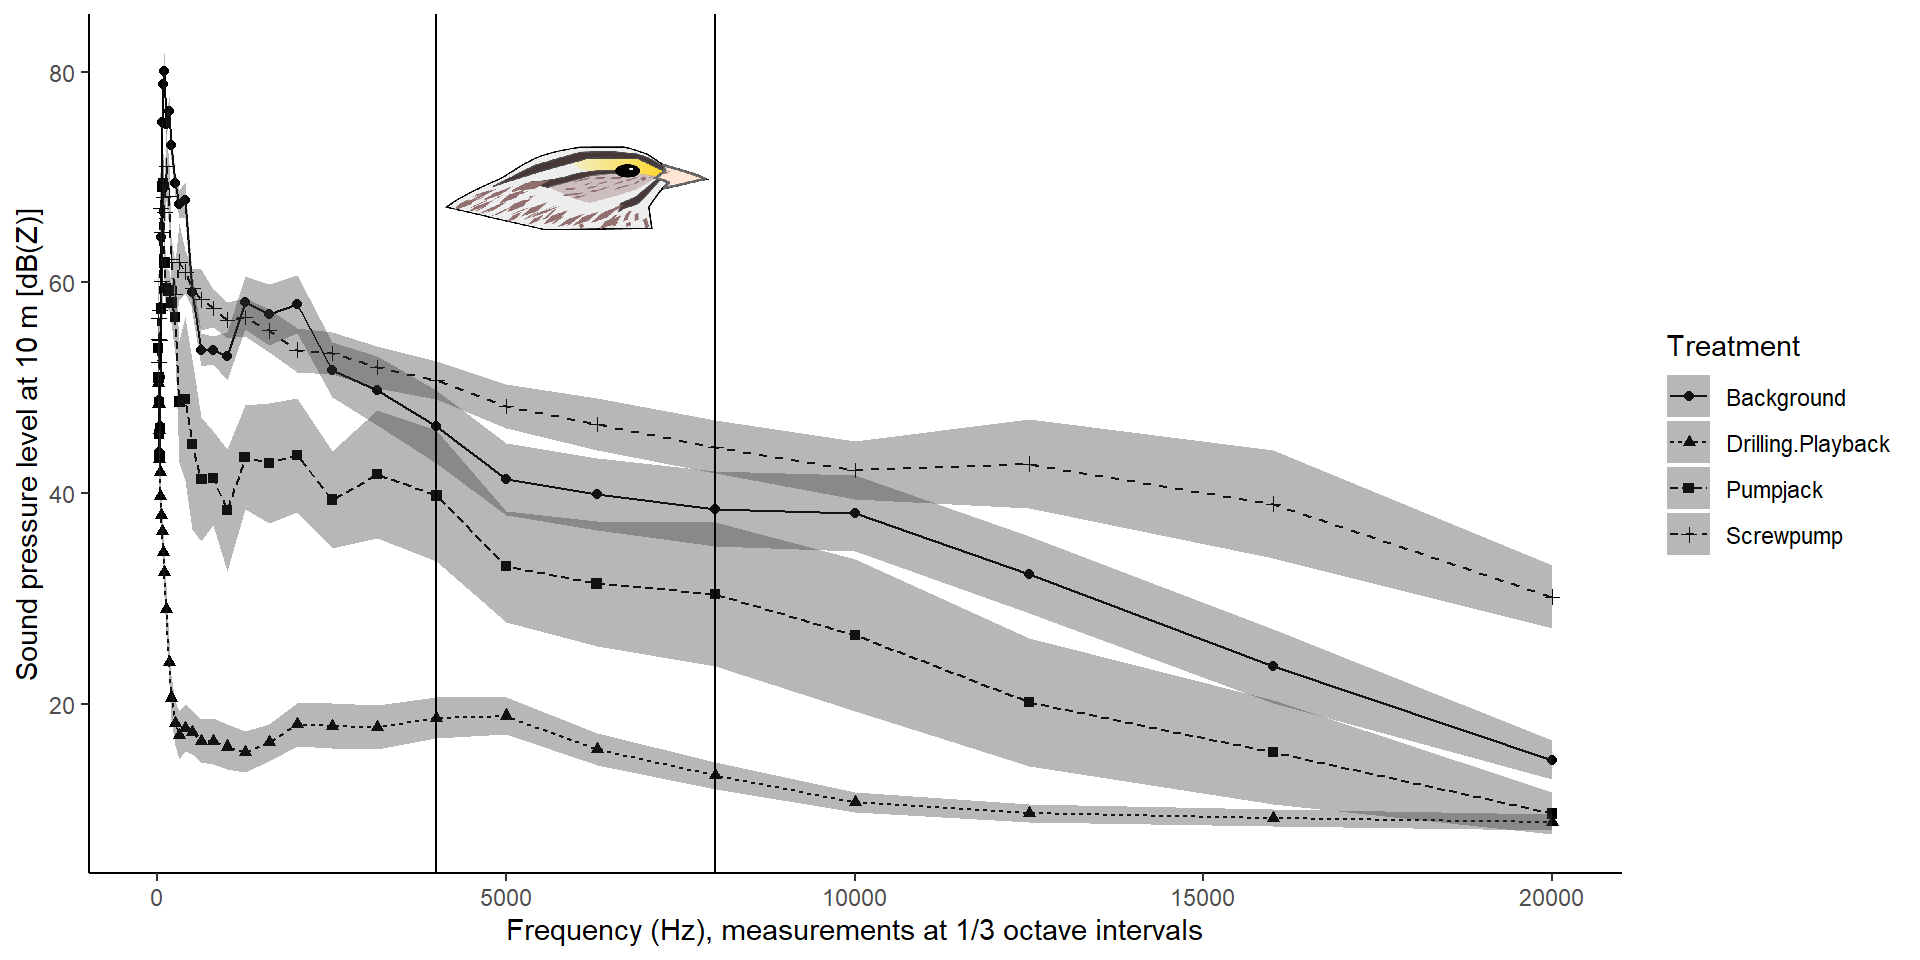 Sound pressure level at 10 m [dB(Z)]
80
60
40
20
0
5000
10000
15000
20000
Frequency (Hz), measurements at 1/3 octave intervals
Treatment
Background
Drilling.Playback
Pumpjack
Screwpump